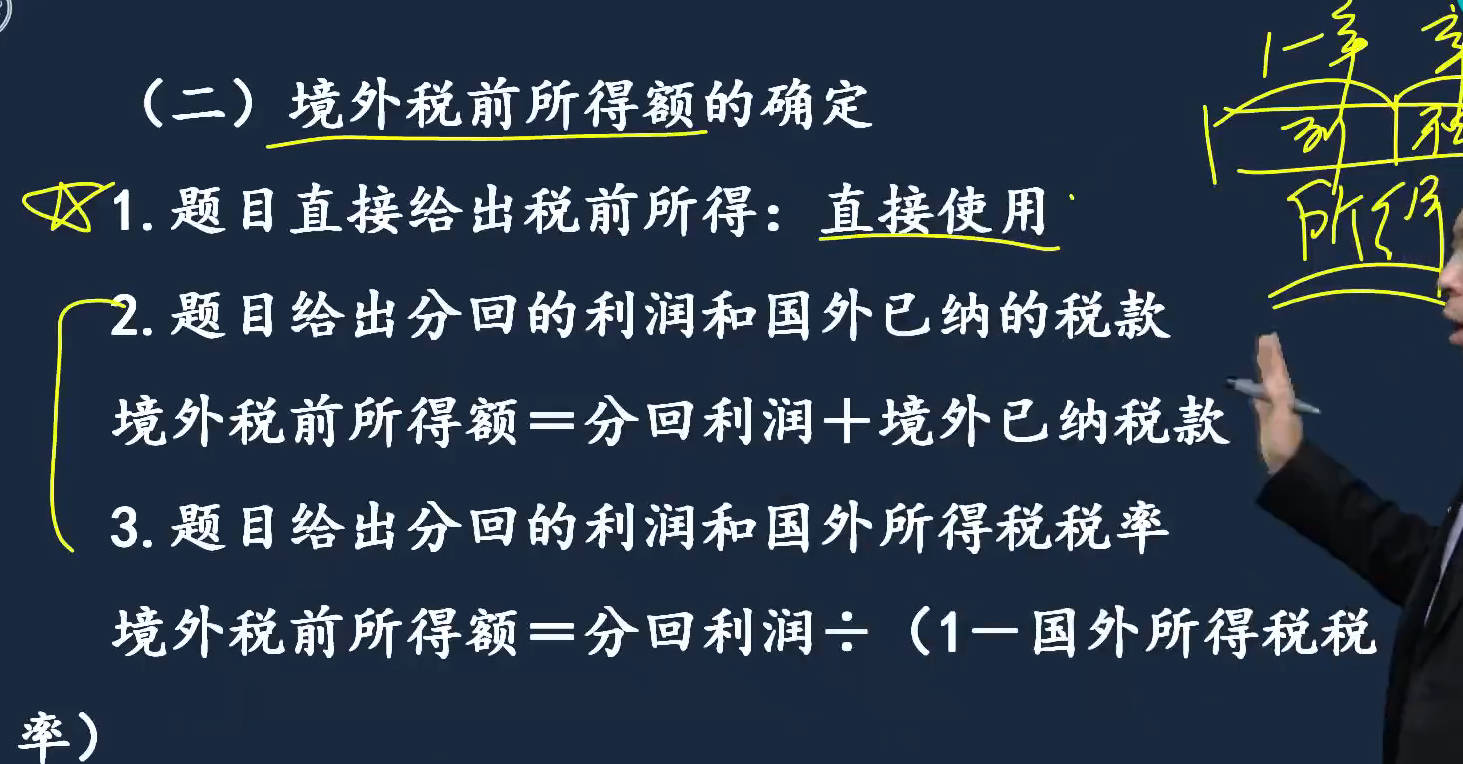 （二）境外税前所得额的确定
1.题目直接给出税前所得：直接使用
2.题目给出分回的利润和国外已纳的税款
境外税前所得额＝分回利润＋境外已纳税款
3.题目给出分回的利润和国外所得税税率
境外税前所得额＝分回利润÷（1－国外所得税税
率）
1-率
利
所得